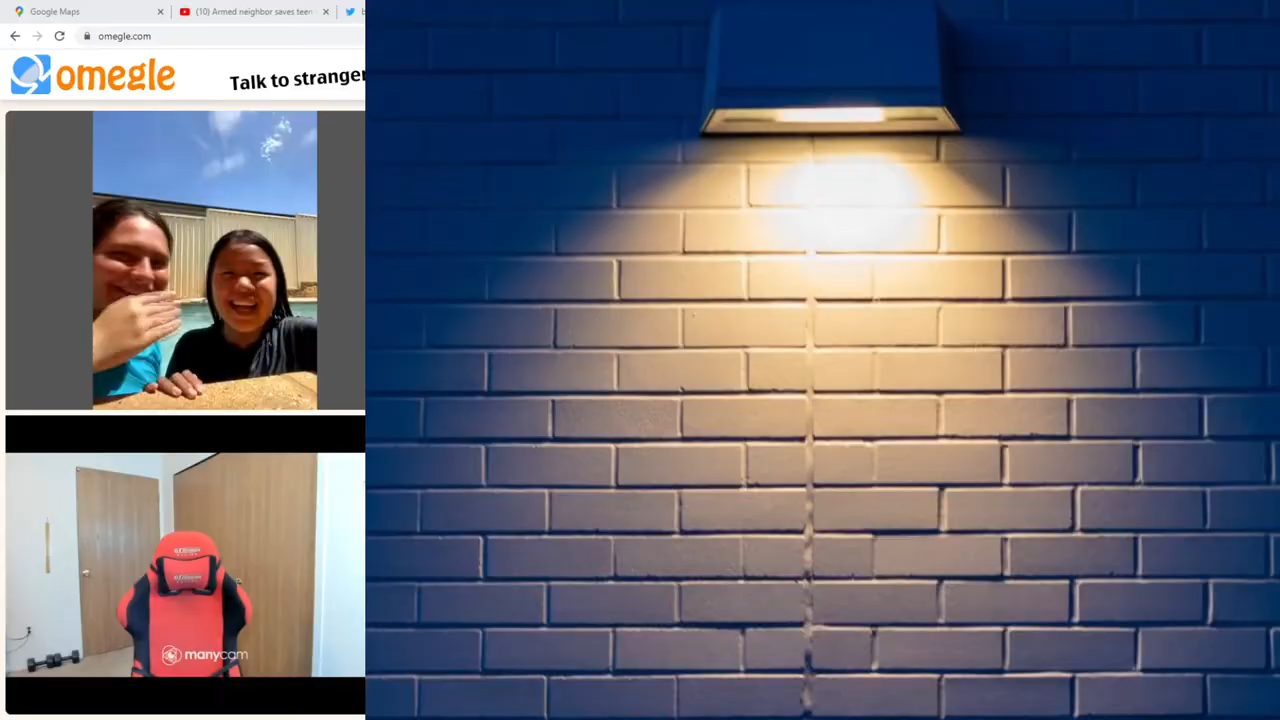 Google Maps
(10) Armed neighbor saves teen
omegle.com
omegle
Talk to stranger
manycam